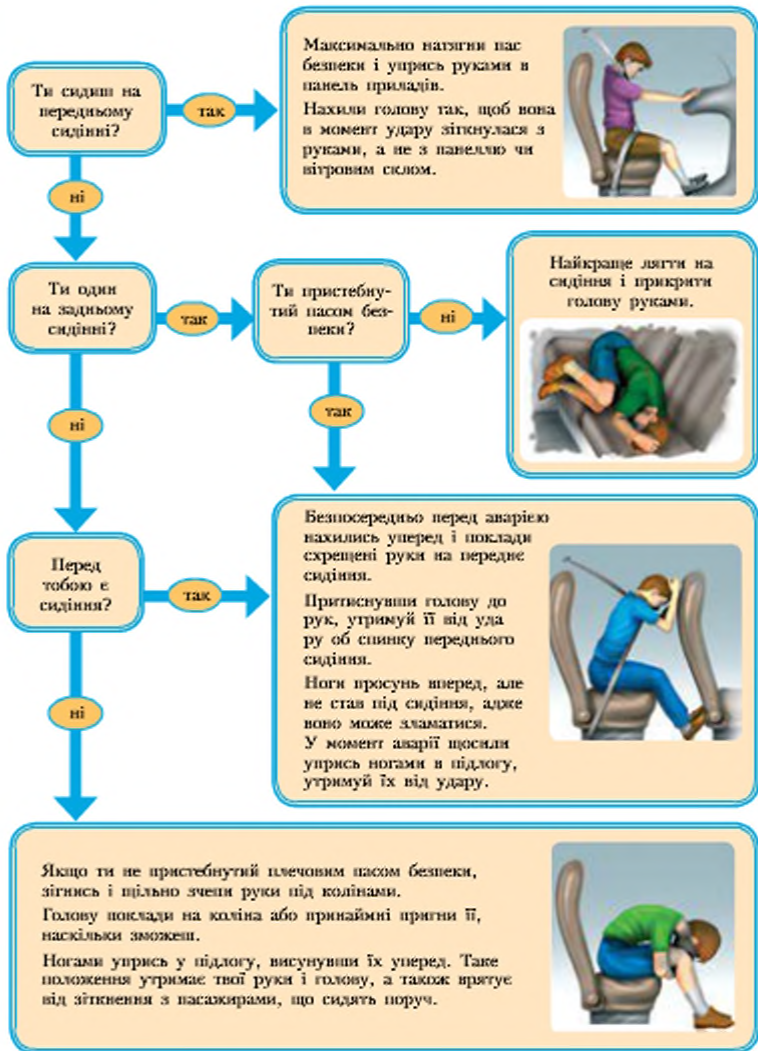 Ти сидиш на
передньому
сидінні?
так
Максимально натягни пас
безпеки і упрись руками в
панель приладів.
Нахили голову так, щоб вона
в момент удару зіткнулася з
руками, а не з панеллю чи
вітровим склом.
ні
Ти один
на задньому
сидінні?
так
Ти пристебну-
тий пасом без-
пеки?
ні
Найкраще лягти на
сидіння і прикрити
голову руками.
ні
так
Перед
тобою є
сидіння?
так
Безпосередньо перед аварією
нахились уперед і поклади
схрещені руки на переднє
сидіння.
Притиснувши голову до
рук, утримуй її від уда
ру об спинку переднього
сидіння.
Ноги просунь вперед, але
не став під сидіння, адже
воно може зламатися.
У момент аварії щосили
упрись ногами в підлогу,
утримуй їх від удару.
ні
Якщо ти не пристебнутий плечовим пасом безпеки,
зігнись і щільно зчепи руки під колінами.
Голову поклади на коліна або принаймні пригни її,
наскільки зможеш.
Ногами упрись у підлогу, висунувши їх уперед. Таке
положення утримає твої руки і голову, а також врятує
від зіткнення з пасажирами, що сидять поруч.